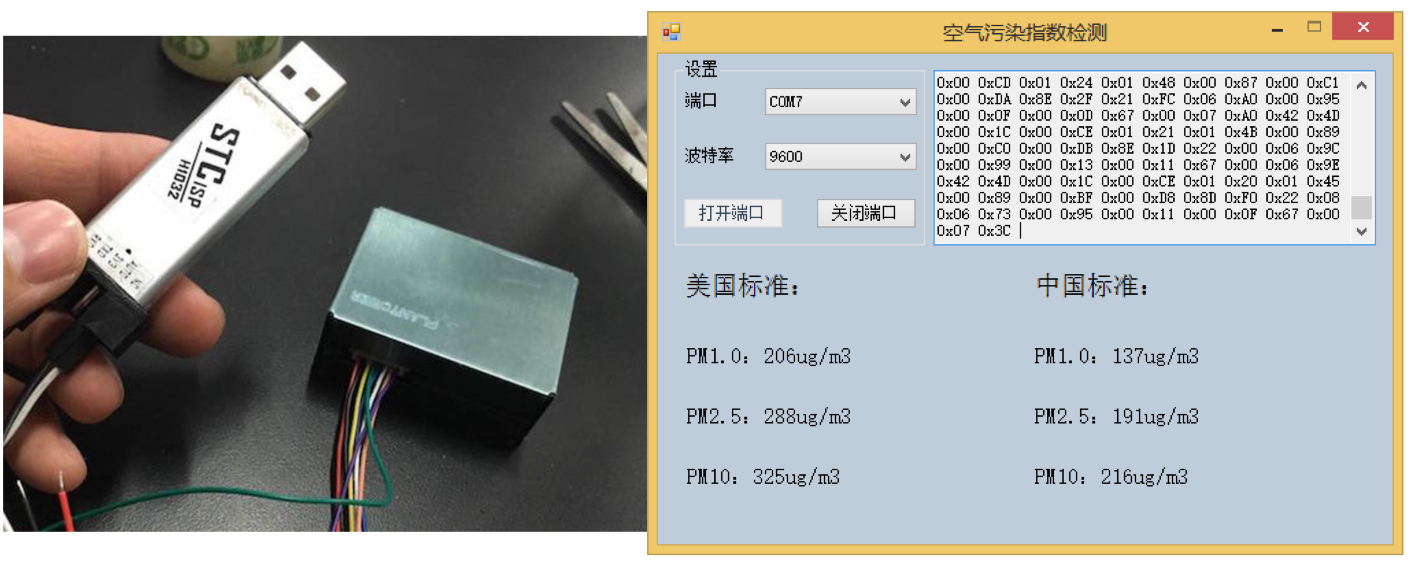 STC ISP
H1D32
PLANTOWER
空气污染指数检测
设置
端口
COM7
波特率
9600
打开端口
关闭端口
0x00 0xCD 0x01 0x24 0x01 0x48 0x00 0x87 0x00 0xC1
0x00 0xDA 0x8E 0x2F 0x21 0xFC 0x06 0xA0 0x00 0x95
0x00 0x0F 0x00 0x0D 0x67 0x00 0x07 0xA0 0x42 0x4D
0x00 0x1C 0x00 0xCE 0x01 0x21 0x01 0x4B 0x00 0x89
0x00 0xC0 0x00 0xDB 0x8E 0x1D 0x22 0x00 0x06 0x9C
0x00 0x99 0x00 0x13 0x00 0x11 0x67 0x00 0x06 0x9E
0x42 0x4D 0x00 0x1C 0x00 0xCE 0x01 0x20 0x01 0x45
0x00 0x89 0x00 0xBF 0x00 0xD8 0x8D 0xF0 0x22 0x08
0x06 0x73 0x00 0x95 0x00 0x11 0x00 0x0F 0x67 0x00
0x07 0x3C
美国标准：
中国标准：
PM1.0：206ug/m3
PM1.0：137ug/m3
PM2.5：288ug/m3
PM2.5：191ug/m3
PM10：325ug/m3
PM10：216ug/m3